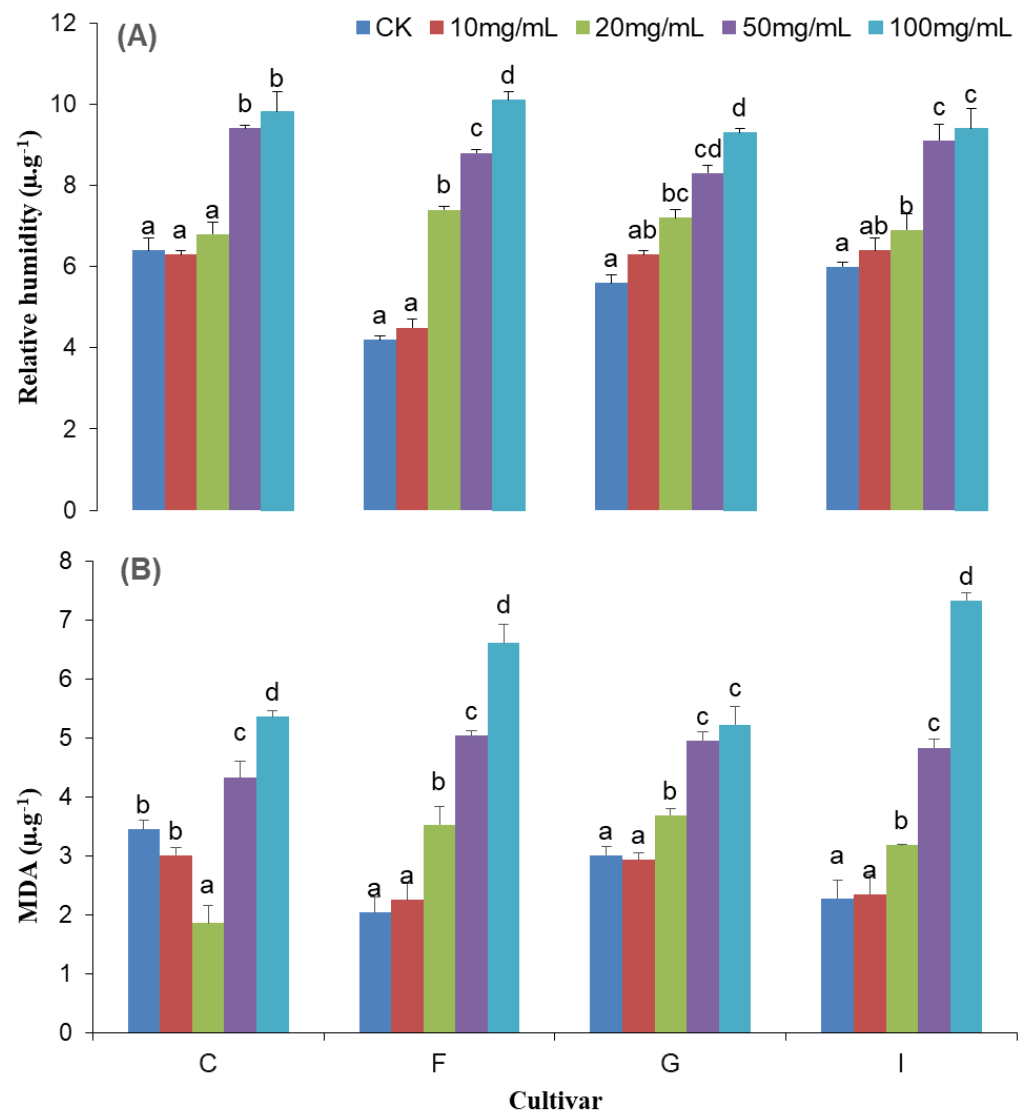 (A)
CK 10mg/mL 20mg/mL 50mg/mL 100mg/mL
Relative humidity (µ.g-1)
12
10
8
6
4
2
0
a a a b b
a a b c d
a ab bc cd d
a ab b c c
(B)
MDA (µ.g-1)
8
7
6
5
4
3
2
1
0
b b a c d
a a b c d
a a b c c
a a b c d
C F G I
Cultivar